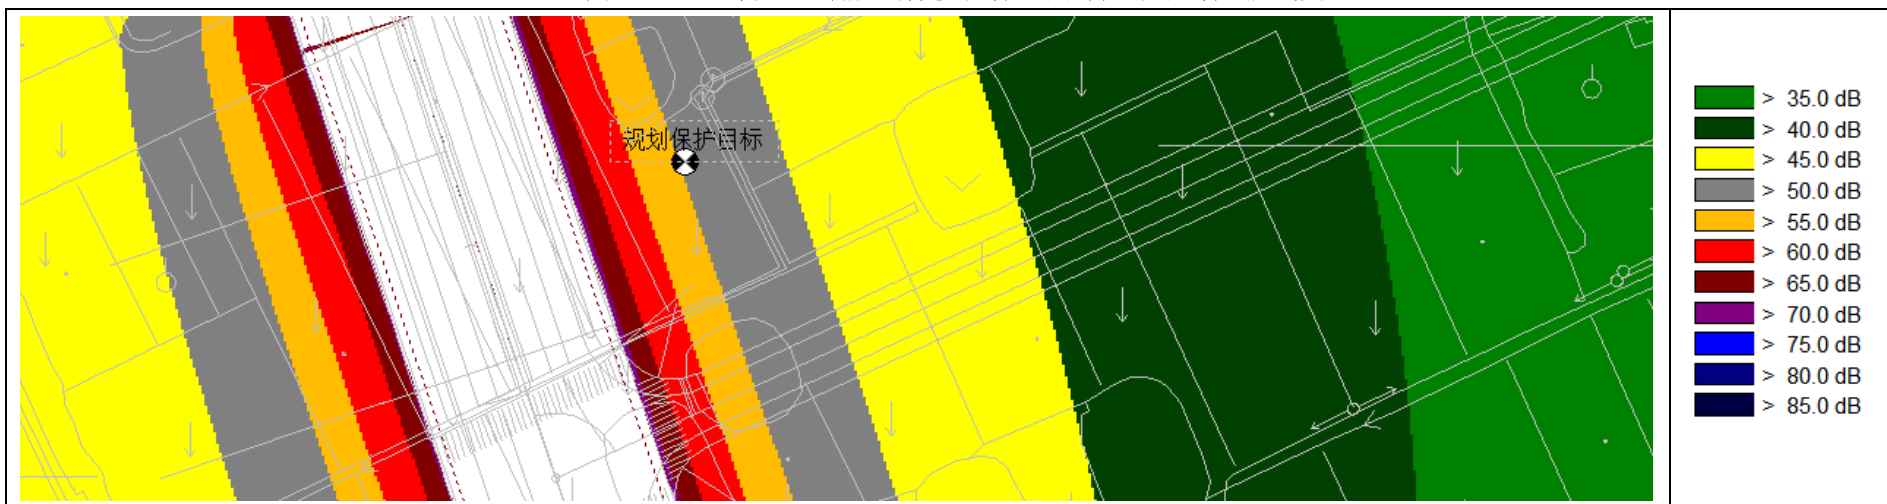 规划保护目标
> 35.0 dB
> 40.0 dB
> 45.0 dB
> 50.0 dB
> 55.0 dB
> 60.0 dB
> 65.0 dB
> 70.0 dB
> 75.0 dB
> 80.0 dB
> 85.0 dB